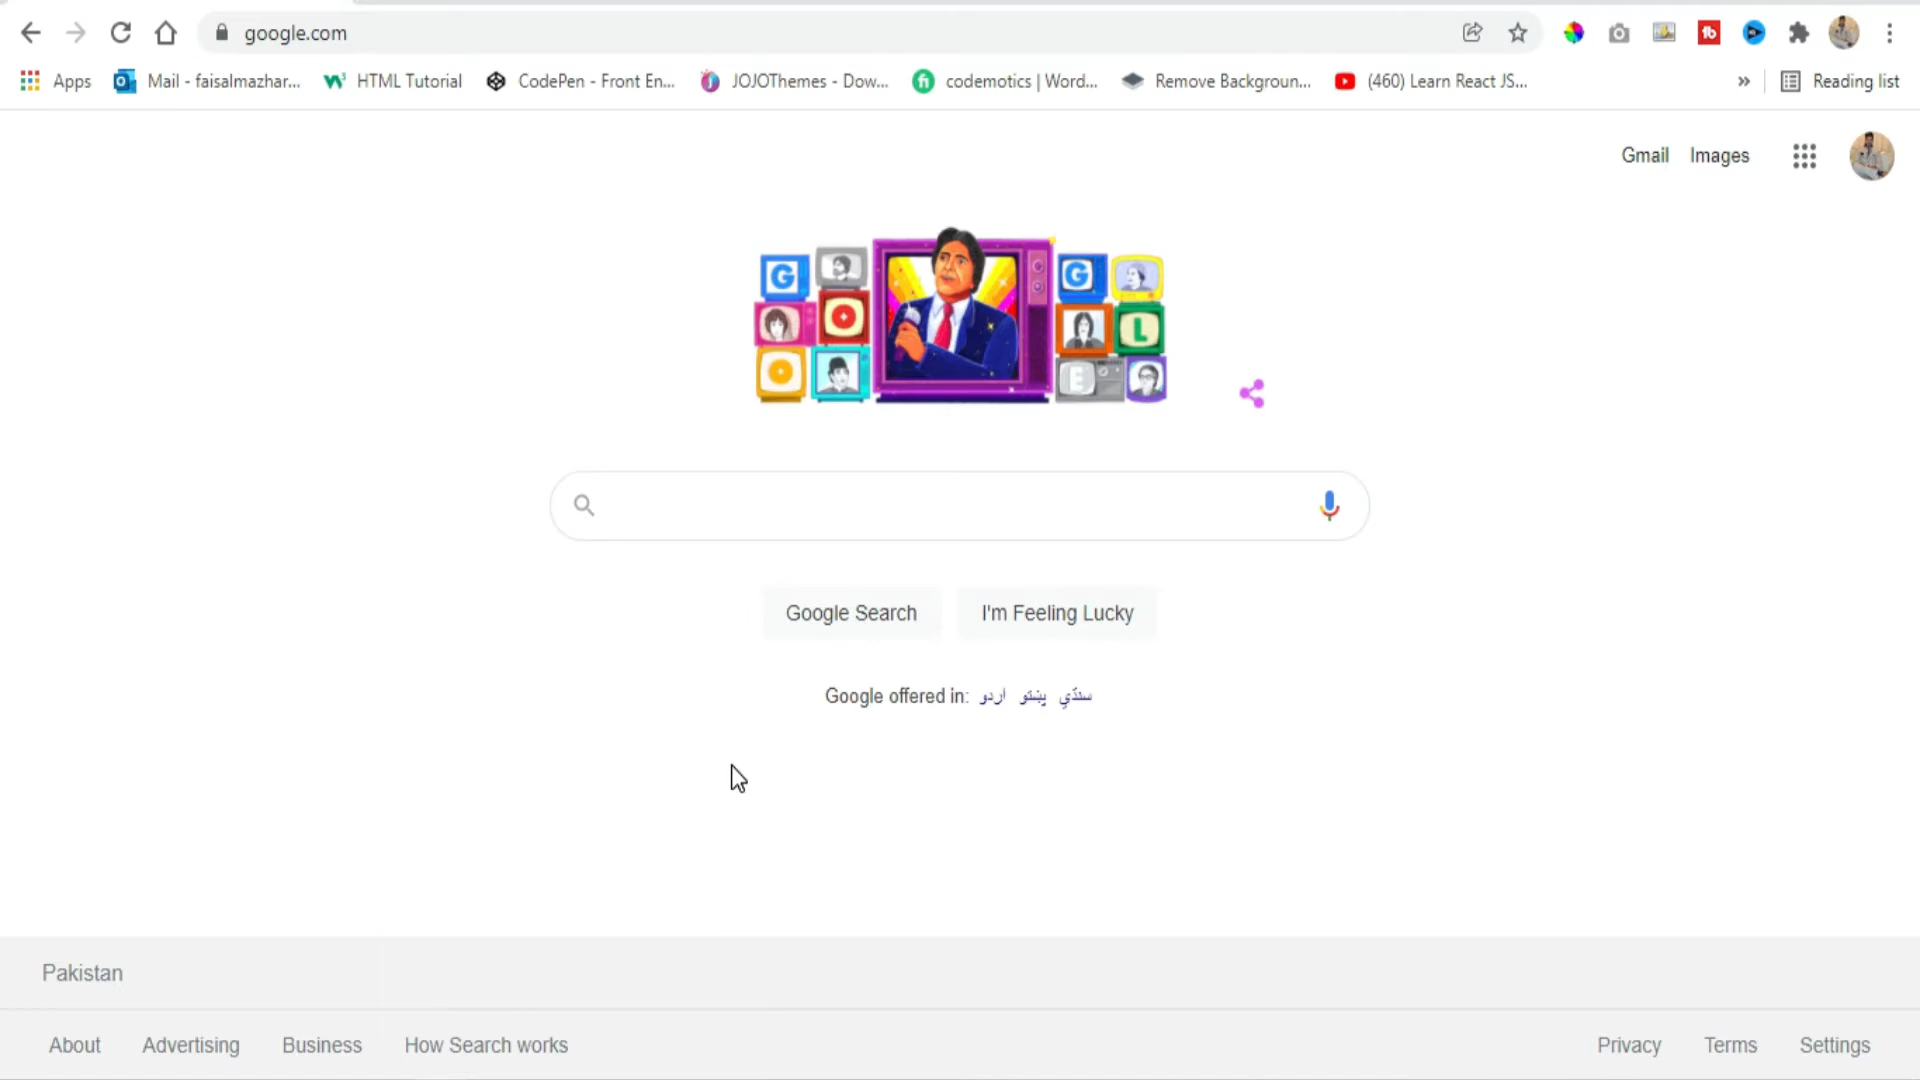 google.com
Apps Mail - faisalmazhar... HTML Tutorial CodePen - Front En... JOJOThemes - Dow... codemotics | Word... Remove Backgroun... (460) Learn React JS... » Reading list
Gmail Images
G G
O L
O E
Google Search I'm Feeling Lucky
Google offered in: اردو پښتو سنڌي
Pakistan
About Advertising Business How Search works Privacy Terms Settings